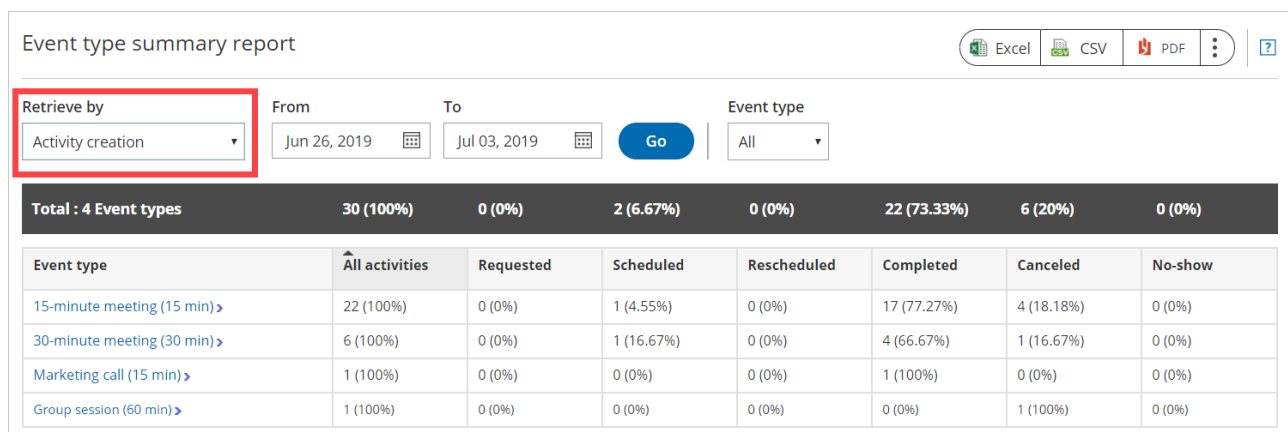 Event type summary report
Excel CSV PDF ?
Retrieve by From To Event type
Activity creation Jun 26, 2019 Jul 03, 2019 Go All
Total : 4 Event types 30 (100%) 0 (0%) 2 (6.67%) 0 (0%) 22 (73.33%) 6 (20%) 0 (0%)
Event type All activities Requested Scheduled Rescheduled Completed Canceled No-show
15-minute meeting (15 min) 22 (100%) 0 (0%) 1 (4.55%) 0 (0%) 17 (77.27%) 4 (18.18%) 0 (0%)
30-minute meeting (30 min) 6 (100%) 0 (0%) 1 (16.67%) 0 (0%) 4 (66.67%) 1 (16.67%) 0 (0%)
Marketing call (15 min) 1 (100%) 0 (0%) 0 (0%) 0 (0%) 1 (100%) 0 (0%) 0 (0%)
Group session (60 min) 1 (100%) 0 (0%) 0 (0%) 0 (0%) 0 (0%) 1 (100%) 0 (0%)